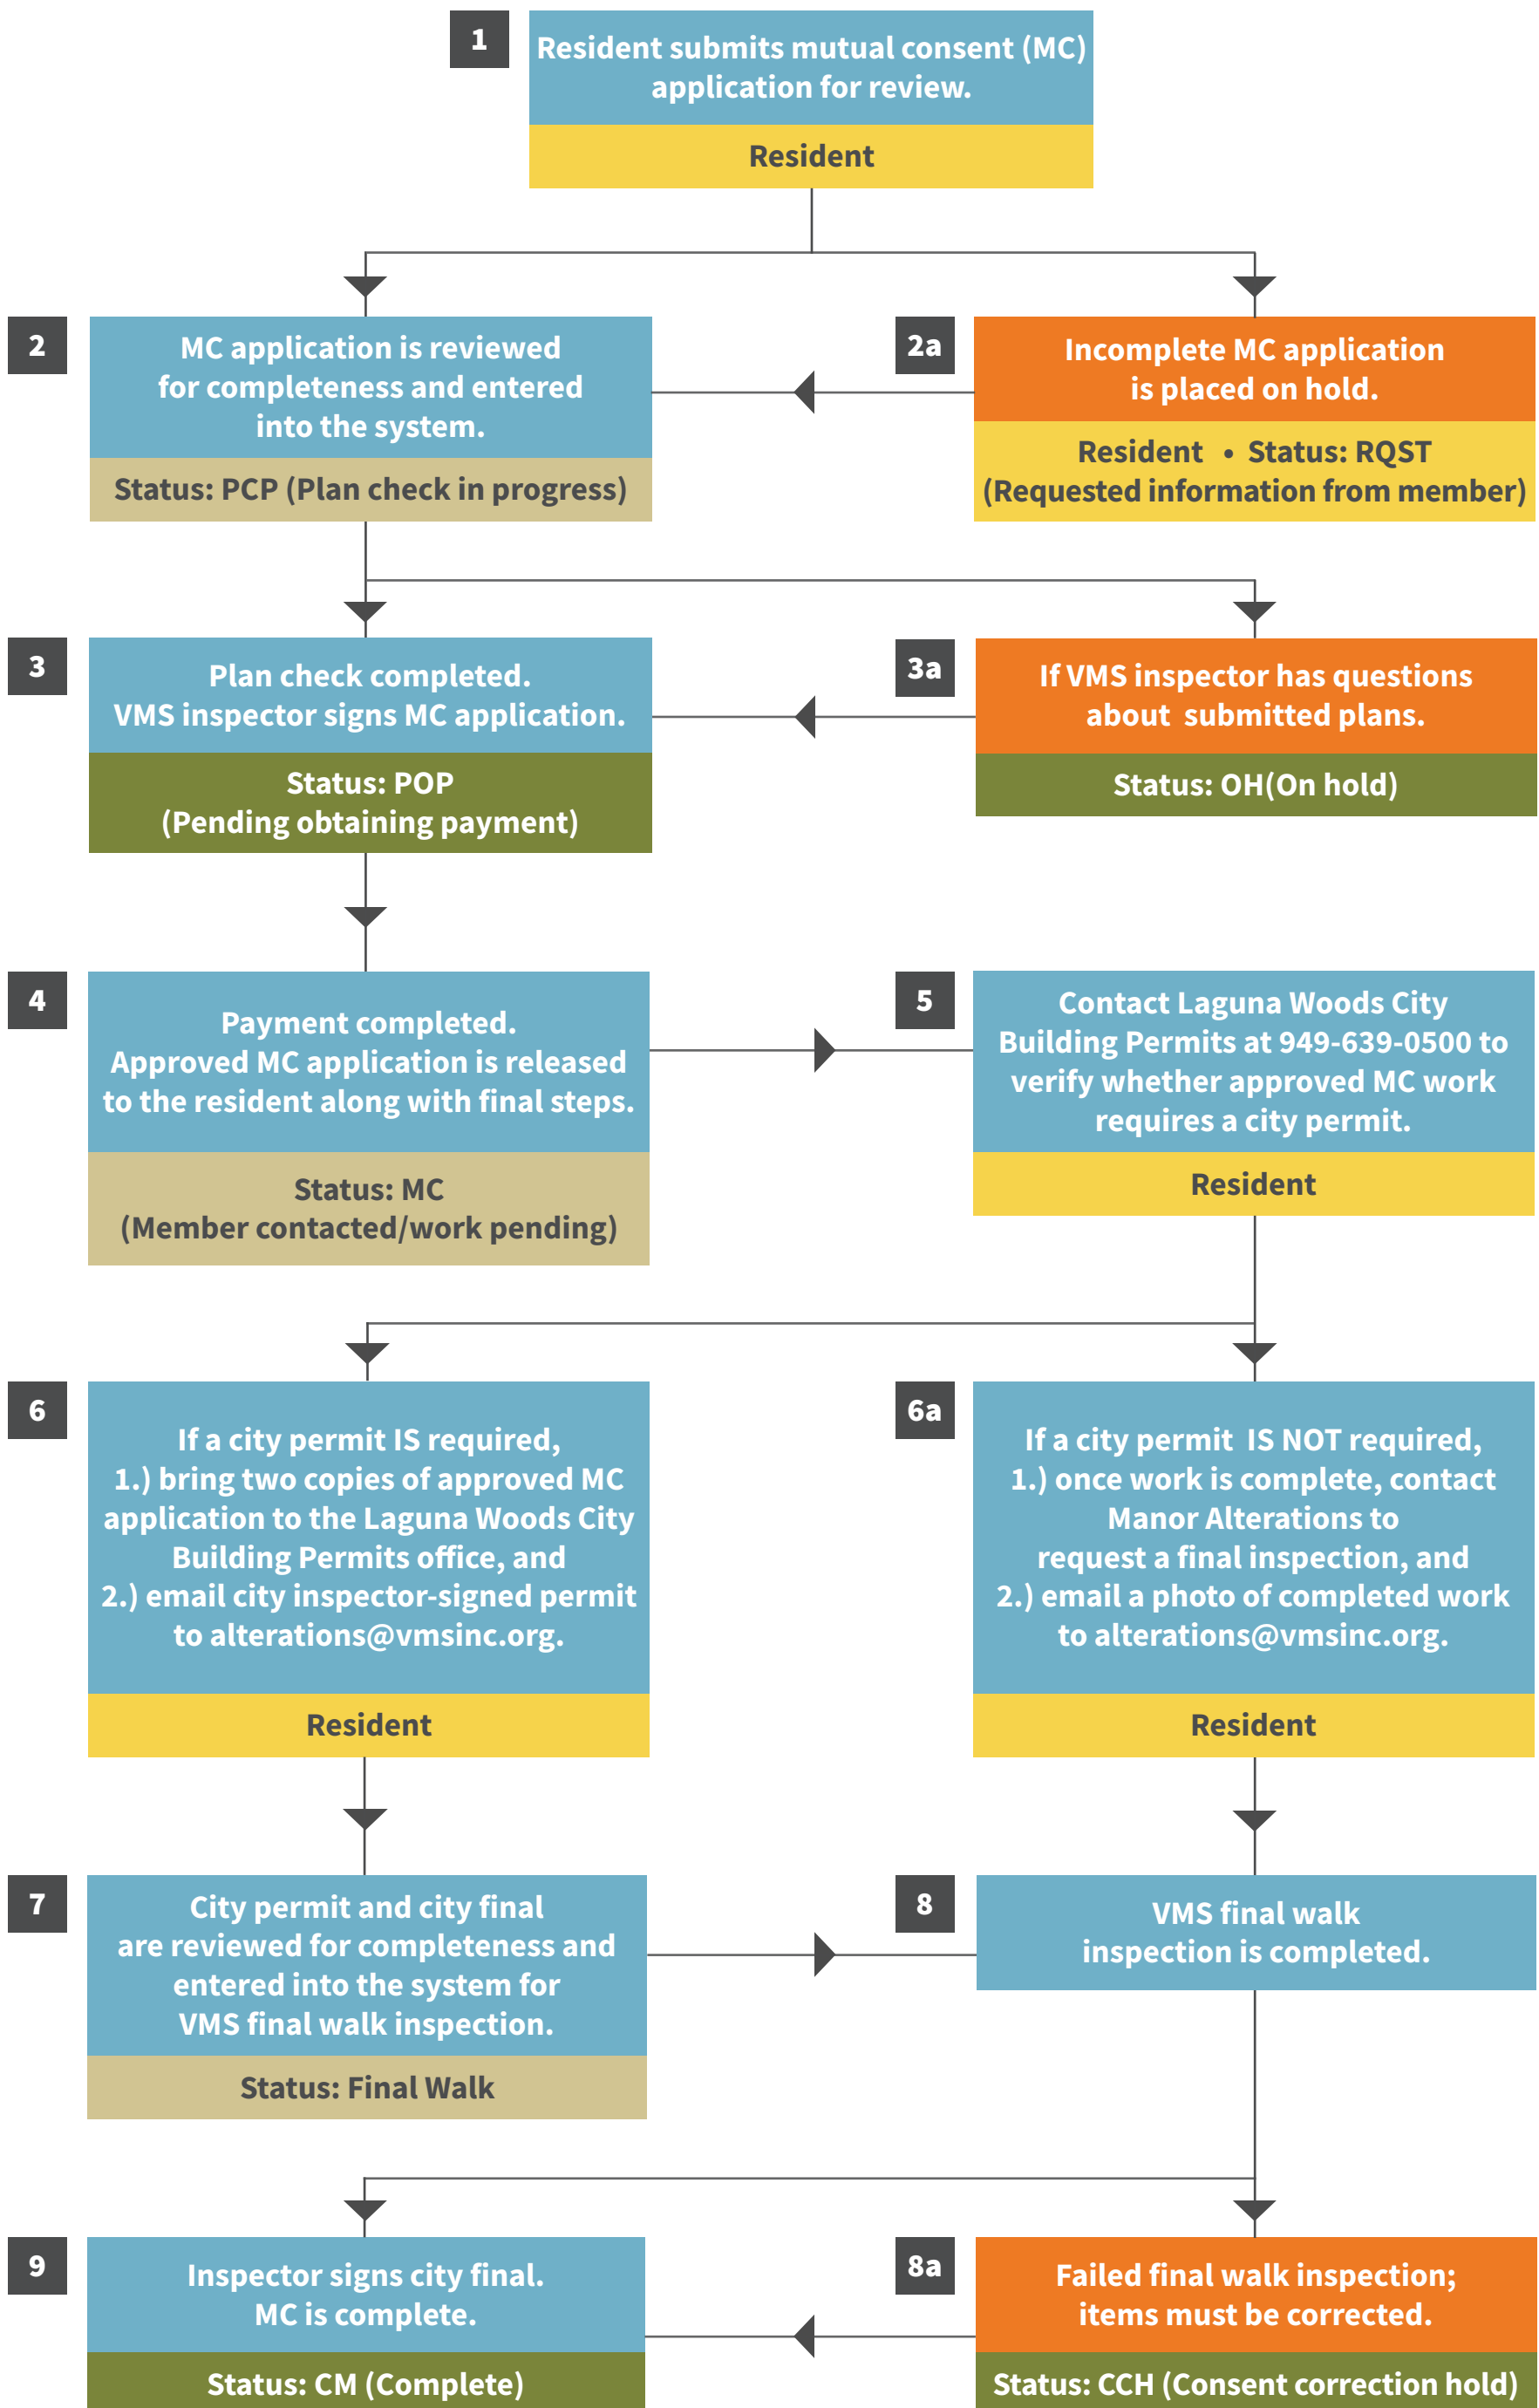 1
Resident submits mutual consent (MC)
application for review.
Resident
2
MC application is reviewed
for completeness and entered
into the system.
Status: PCP (Plan check in progress)
2a
Incomplete MC application
is placed on hold.
Resident • Status: RQST
(Requested information from member)
3
Plan check completed.
VMS inspector signs MC application.
Status: POP
(Pending obtaining payment)
3a
If VMS inspector has questions
about submitted plans.
Status: OH(On hold)
4
Payment completed.
Approved MC application is released
to the resident along with final steps.
Status: MC
(Member contacted/work pending)
5
Contact Laguna Woods City
Building Permits at 949-639-0500 to
verify whether approved MC work
requires a city permit.
Resident
6
If a city permit IS required,
1.) bring two copies of approved MC
application to the Laguna Woods City
Building Permits office, and
2.) email city inspector-signed permit
to alterations@vmsinc.org.
Resident
6a
If a city permit IS NOT required,
1.) once work is complete, contact
Manor Alterations to
request a final inspection, and
2.) email a photo of completed work
to alterations@vmsinc.org.
Resident
7
City permit and city final
are reviewed for completeness and
entered into the system for
VMS final walk inspection.
Status: Final Walk
8
VMS final walk
inspection is completed.
9
Inspector signs city final.
MC is complete.
Status: CM (Complete)
8a
Failed final walk inspection;
items must be corrected.
Status: CCH (Consent correction hold)